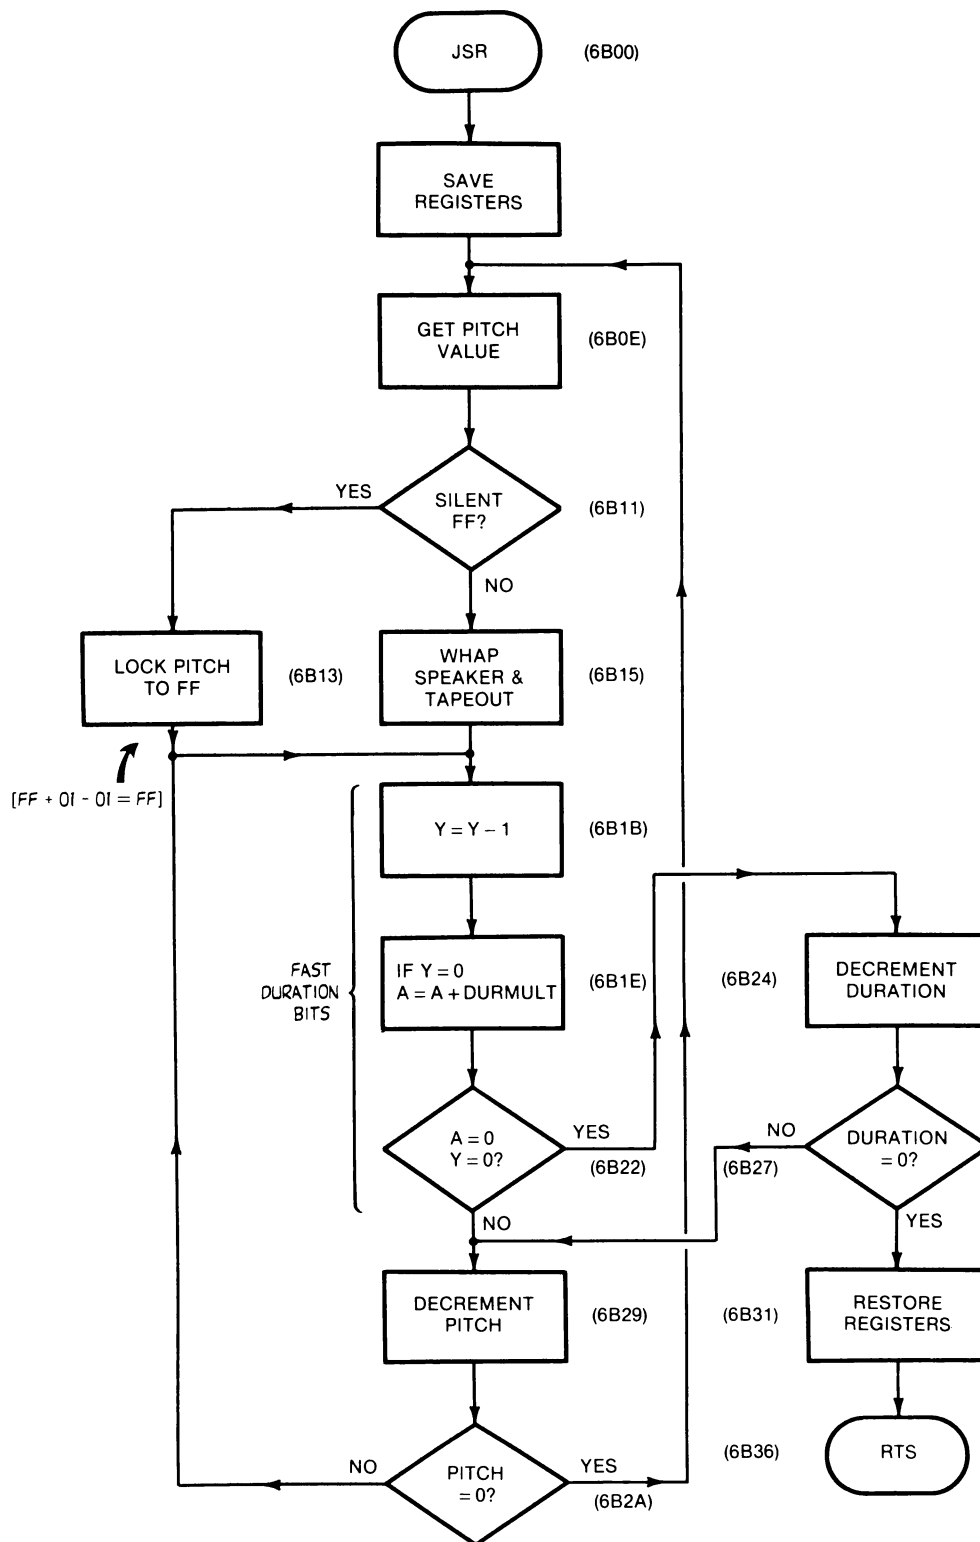 JSR
(6B00)
SAVE
REGISTERS
GET PITCH
VALUE
(6B0E)
YES
SILENT
FF?
(6B11)
NO
LOCK PITCH
TO FF
(6B13)
WHAP
SPEAKER &
TAPEOUT
(6B15)
[FF + 01 - 01 = FF]
Y = Y - 1
(6B1B)
FAST
DURATION
BITS
IF Y = 0
A = A + DURMULT
(6B1E)
(6B24)
DECREMENT
DURATION
A = 0
Y = 0?
YES
(6B22)
NO
(6B27)
DURATION
= 0?
NO
YES
DECREMENT
PITCH
(6B29)
(6B31)
RESTORE
REGISTERS
NO
PITCH
= 0?
YES
(6B2A)
(6B36)
RTS